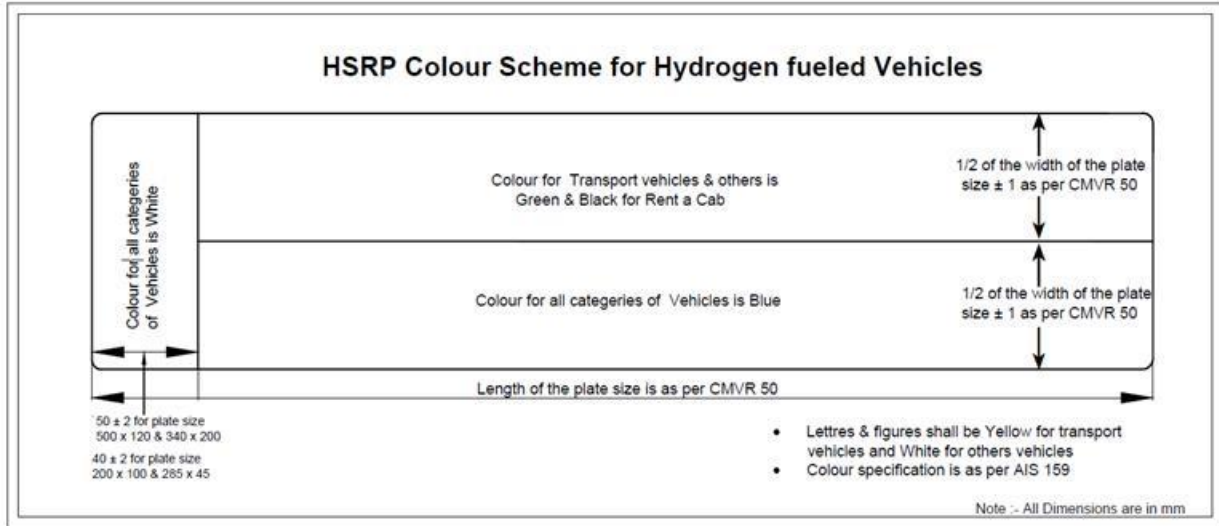 HSRP Colour Scheme for Hydrogen fueled Vehicles
Colour for all categeries
of Vehicles is White
Colour for Transport vehicles & others is
Green & Black for Rent a Cab
1/2 of the width of the plate
size ± 1 as per CMVR 50
Colour for all categeries of Vehicles is Blue
1/2 of the width of the plate
size ± 1 as per CMVR 50
Length of the plate size is as per CMVR 50
50 ± 2 for plate size
500 x 120 & 340 x 200
40 ± 2 for plate size
200 x 100 & 285 x 45
• Lettres & figures shall be Yellow for transport
vehicles and White for others vehicles
• Colour specification is as per AIS 159
Note :- All Dimensions are in mm